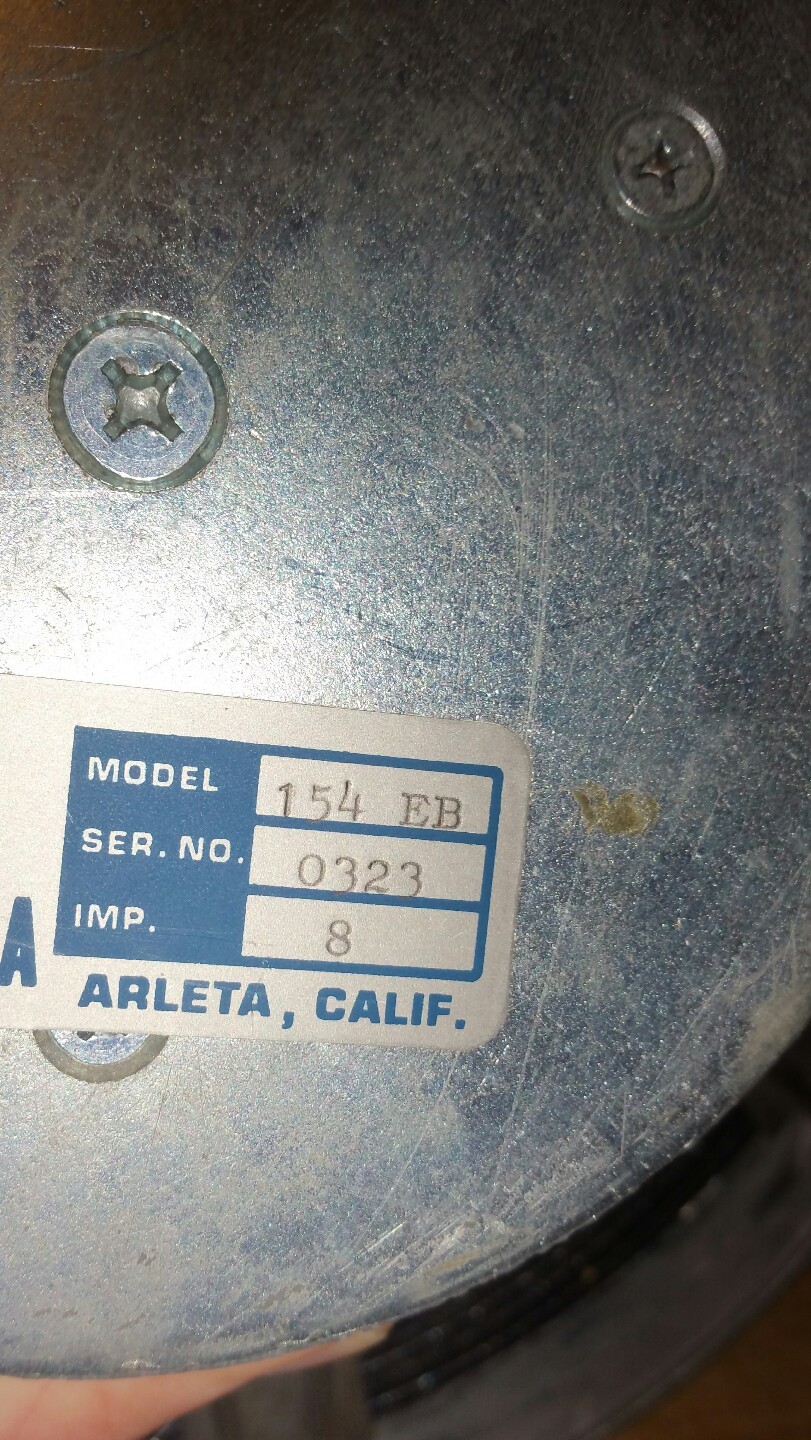 MODEL 154 EB
SER. NO. 0323
IMP. 8
A
ARLETA, CALIF.